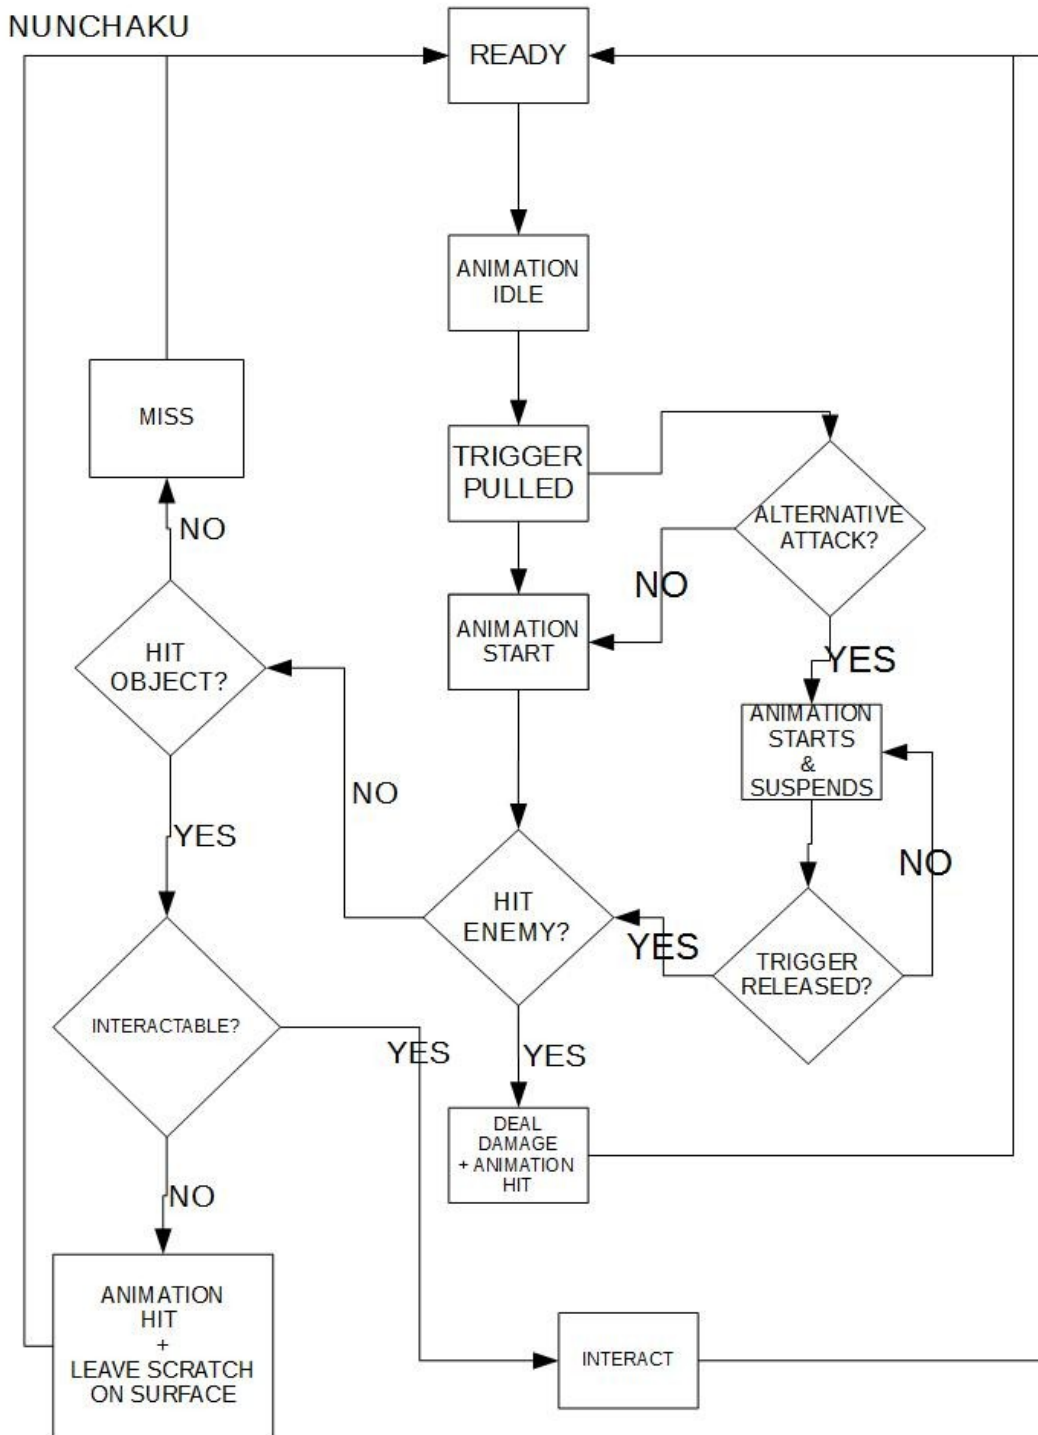 NUNCHAKU
READY
ANIMATION
IDLE
MISS
TRIGGER
PULLED
ALTERNATIVE
ATTACK?
NO
NO
ANIMATION
START
HIT
OBJECT?
YES
ANIMATION
STARTS
&
SUSPENDS
NO
YES
NO
HIT
ENEMY?
YES
TRIGGER
RELEASED?
INTERACTABLE?
YES
YES
DEAL
DAMAGE
+ ANIMATION
HIT
NO
ANIMATION
HIT
+
LEAVE SCRATCH
ON SURFACE
INTERACT